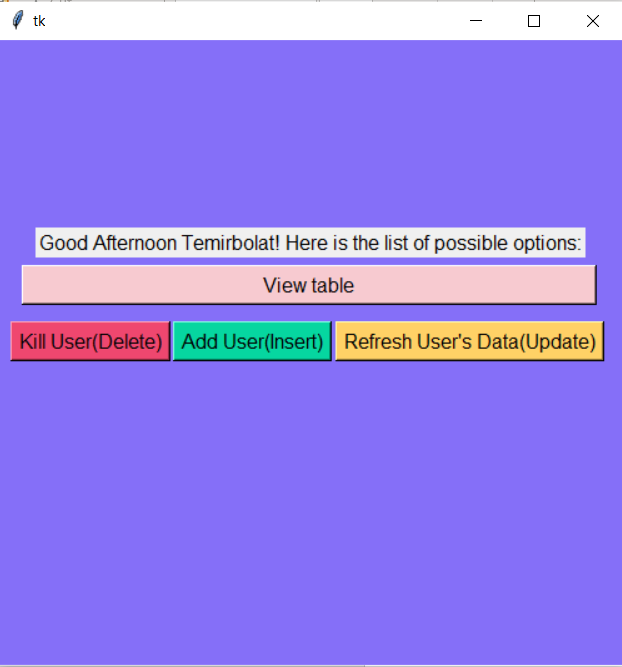 tk
Good Afternoon Temirbolat! Here is the list of possible options:
View table
Kill User(Delete) Add User(Insert) Refresh User's Data(Update)